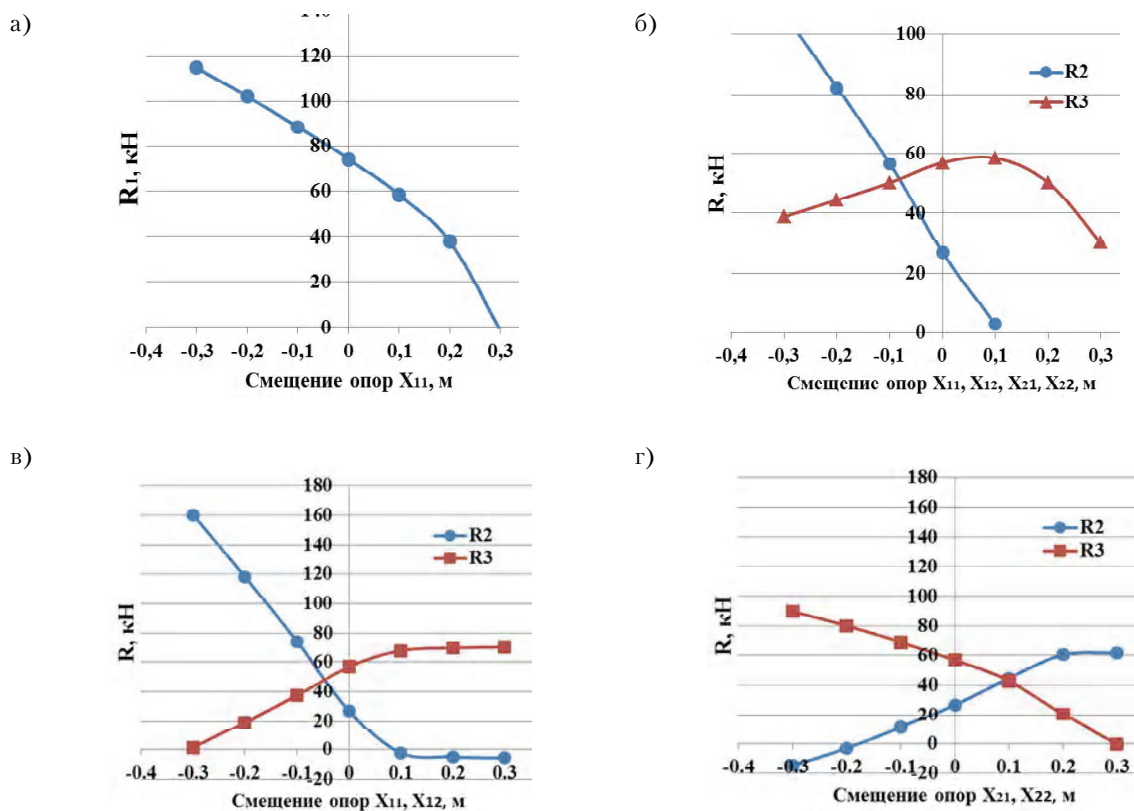 а)
140
120
100
80
60
40
20
0
R1, кН
-0,4 -0,3 -0,2 -0,1 0 0,1 0,2 0,3
Смещение опор X11, м
б)
100
80
60
40
20
0
R2
R3
R, кН
-0,4 -0,3 -0,2 -0,1 0 0,1 0,2 0,3
Смещение опор X11, X12, X21, X22, м
в)
180
160
140
120
100
80
60
40
20
0
-20
R2
R3
R, кН
-0.4 -0.3 -0.2 -0.1 0 0.1 0.2 0.3
Смещение опор X11, X12, м
г)
180
160
140
120
100
80
60
40
20
0
-20
R2
R3
R, кН
-0.4 -0.3 -0.2 -0.1 0 0.1 0.2 0.3
Смещение опор X21, X22, м